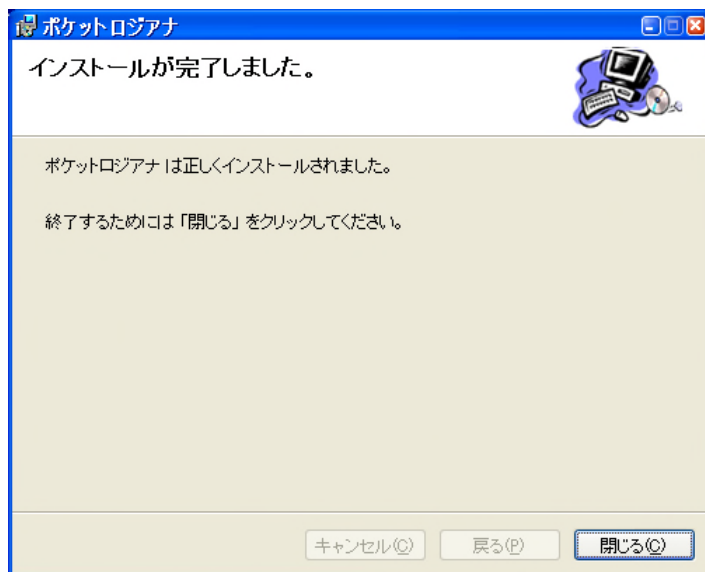 ポケットロジアナ
インストールが完了しました。
ポケットロジアナ は正しくインストールされました。
終了するためには 「閉じる」 をクリックしてください。
キャンセル(C)
戻る(P)
閉じる(C)